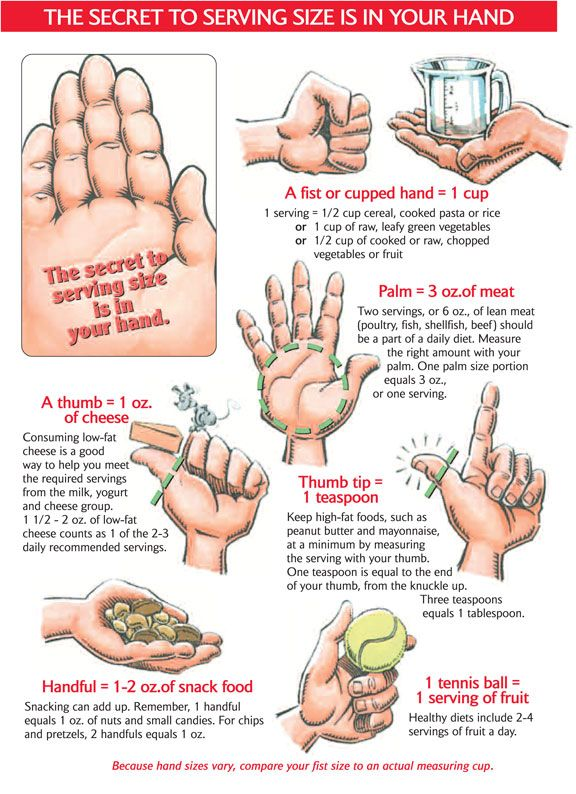 THE SECRET TO SERVING SIZE IS IN YOUR HAND
The secret to
serving size
is in
your hand.
A fist or cupped hand = 1 cup
1 serving = 1/2 cup cereal, cooked pasta or rice
or 1 cup of raw, leafy green vegetables
or 1/2 cup of cooked or raw, chopped
vegetables or fruit
Palm = 3 oz.of meat
Two servings, or 6 oz., of lean meat
(poultry, fish, shellfish, beef) should
be a part of a daily diet. Measure
the right amount with your
palm. One palm size portion
equals 3 oz.,
or one serving.
A thumb = 1 oz.
of cheese
Consuming low-fat
cheese is a good
way to help you meet
the required servings
from the milk, yogurt
and cheese group.
1 1/2 - 2 oz. of low-fat
cheese counts as 1 of the 2-3
daily recommended servings.
Thumb tip =
1 teaspoon
Keep high-fat foods, such as
peanut butter and mayonnaise,
at a minimum by measuring
the serving with your thumb.
One teaspoon is equal to the end
of your thumb, from the knuckle up.
Three teaspoons
equals 1 tablespoon.
Handful = 1-2 oz.of snack food
Snacking can add up. Remember, 1 handful
equals 1 oz. of nuts and small candies. For chips
and pretzels, 2 handfuls equals 1 oz.
1 tennis ball =
1 serving of fruit
Healthy diets include 2-4
servings of fruit a day.
Because hand sizes vary, compare your fist size to an actual measuring cup.